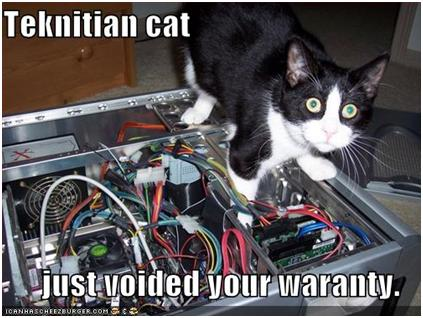 Teknitian cat
just voided your waranty.
ICANHASCHEEZBURGER.COM